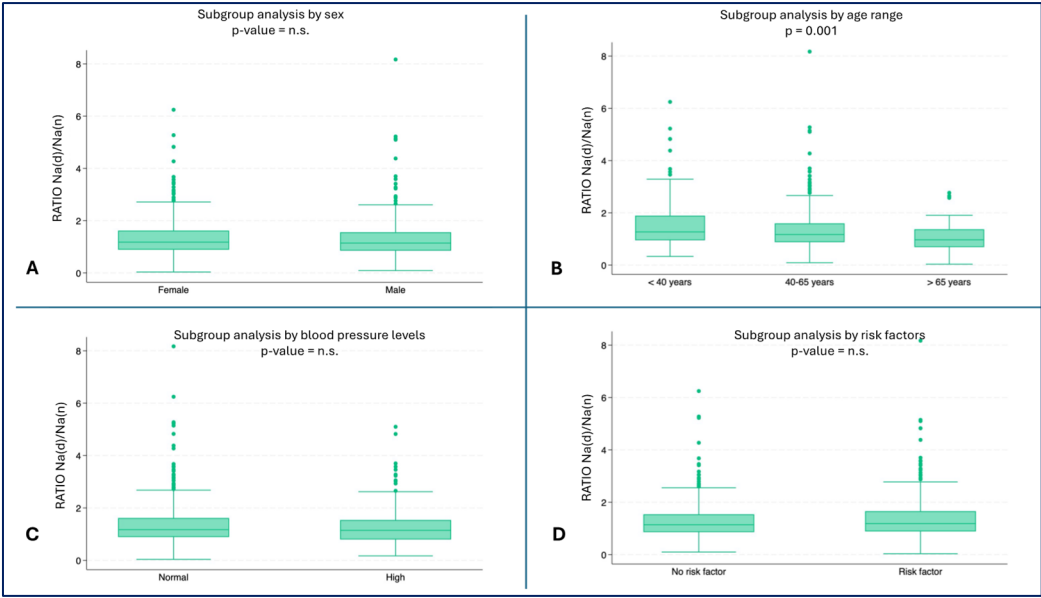 Subgroup analysis by sex
p-value = n.s.
RATIO Na(d)/Na(n)
8
6
4
2
0
Female Male
A
Subgroup analysis by age range
p = 0.001
RATIO Na(d)/Na(n)
8
6
4
2
0
< 40 years 40-65 years > 65 years
B
Subgroup analysis by blood pressure levels
p-value = n.s.
RATIO Na(d)/Na(n)
8
6
4
2
0
Normal High
C
Subgroup analysis by risk factors
p-value = n.s.
RATIO Na(d)/Na(n)
8
6
4
2
0
No risk factor Risk factor
D